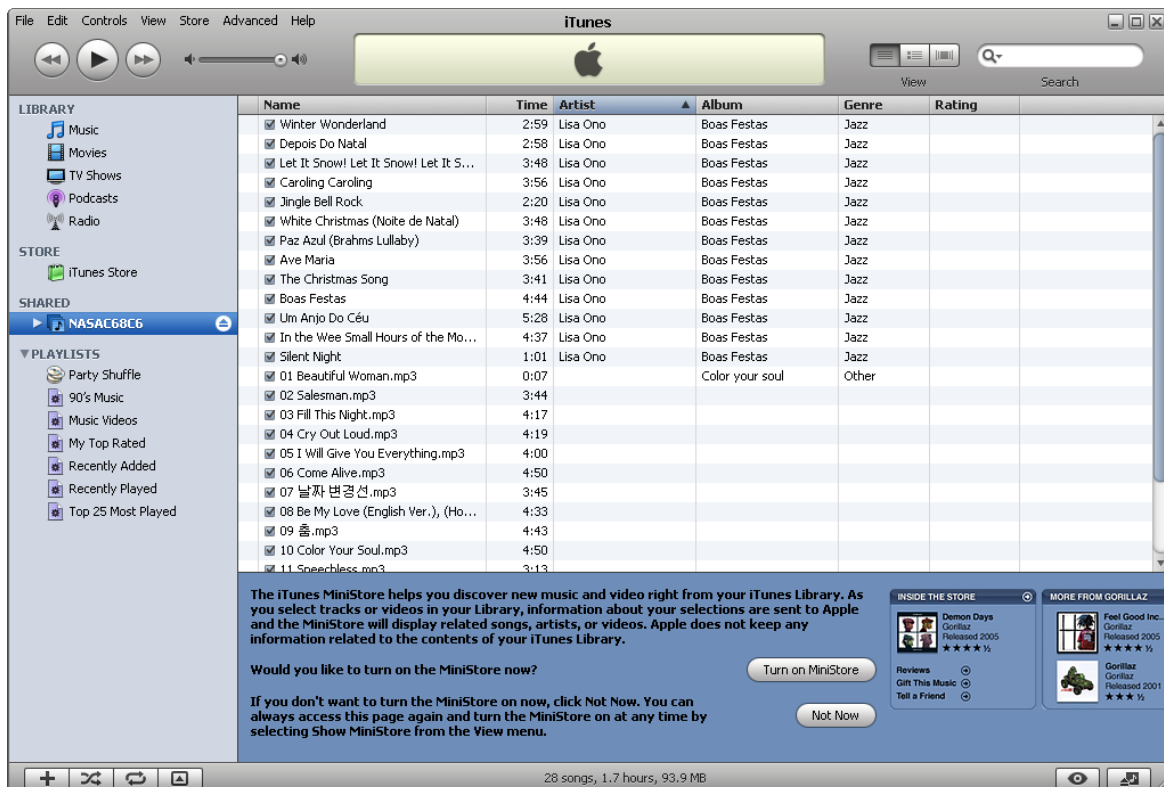 File Edit Controls View Store Advanced Help
iTunes
View
Search
LIBRARY
Music
Movies
TV Shows
Podcasts
Radio
STORE
iTunes Store
SHARED
NASAC68C6
PLAYLISTS
Party Shuffle
90's Music
Music Videos
My Top Rated
Recently Added
Recently Played
Top 25 Most Played
Name Time Artist Album Genre Rating
Winter Wonderland 2:59 Lisa Ono Boas Festas Jazz
Depois Do Natal 2:58 Lisa Ono Boas Festas Jazz
Let It Snow! Let It Snow! Let It S... 3:48 Lisa Ono Boas Festas Jazz
Caroling Caroling 3:56 Lisa Ono Boas Festas Jazz
Jingle Bell Rock 2:20 Lisa Ono Boas Festas Jazz
White Christmas (Noite de Natal) 3:48 Lisa Ono Boas Festas Jazz
Paz Azul (Brahms Lullaby) 3:39 Lisa Ono Boas Festas Jazz
Ave Maria 3:56 Lisa Ono Boas Festas Jazz
The Christmas Song 3:41 Lisa Ono Boas Festas Jazz
Boas Festas 4:44 Lisa Ono Boas Festas Jazz
Um Anjo Do Céu 5:28 Lisa Ono Boas Festas Jazz
In the Wee Small Hours of the Mo... 4:37 Lisa Ono Boas Festas Jazz
Silent Night 1:01 Lisa Ono Boas Festas Jazz
01 Beautiful Woman.mp3 0:07 Color your soul Other
02 Salesman.mp3 3:44
03 Fill This Night.mp3 4:17
04 Cry Out Loud.mp3 4:19
05 I Will Give You Everything.mp3 4:00
06 Come Alive.mp3 4:50
07 날짜 변경선.mp3 3:45
08 Be My Love (English Ver.), (Ho... 4:33
09 춤.mp3 4:43
10 Color Your Soul.mp3 4:50
11 Speechless.mp3 3:13
The iTunes MiniStore helps you discover new music and video right from your iTunes Library. As
you select tracks or videos in your Library, information about your selections are sent to Apple
and the MiniStore will display related songs, artists, or videos. Apple does not keep any
information related to the contents of your iTunes Library.
Would you like to turn on the MiniStore now?
Turn on MiniStore
If you don't want to turn the MiniStore on now, click Not Now. You can
always access this page again and turn the MiniStore on at any time by
selecting Show MiniStore from the View menu.
Not Now
INSIDE THE STORE
Demon Days
Gorillaz
Released 2005
Reviews
Gift This Music
Tell a Friend
MORE FROM GORILLAZ
Feel Good Inc...
Gorillaz
Released 2005
Gorillaz
Gorillaz
Released 2001
28 songs, 1.7 hours, 93.9 MB